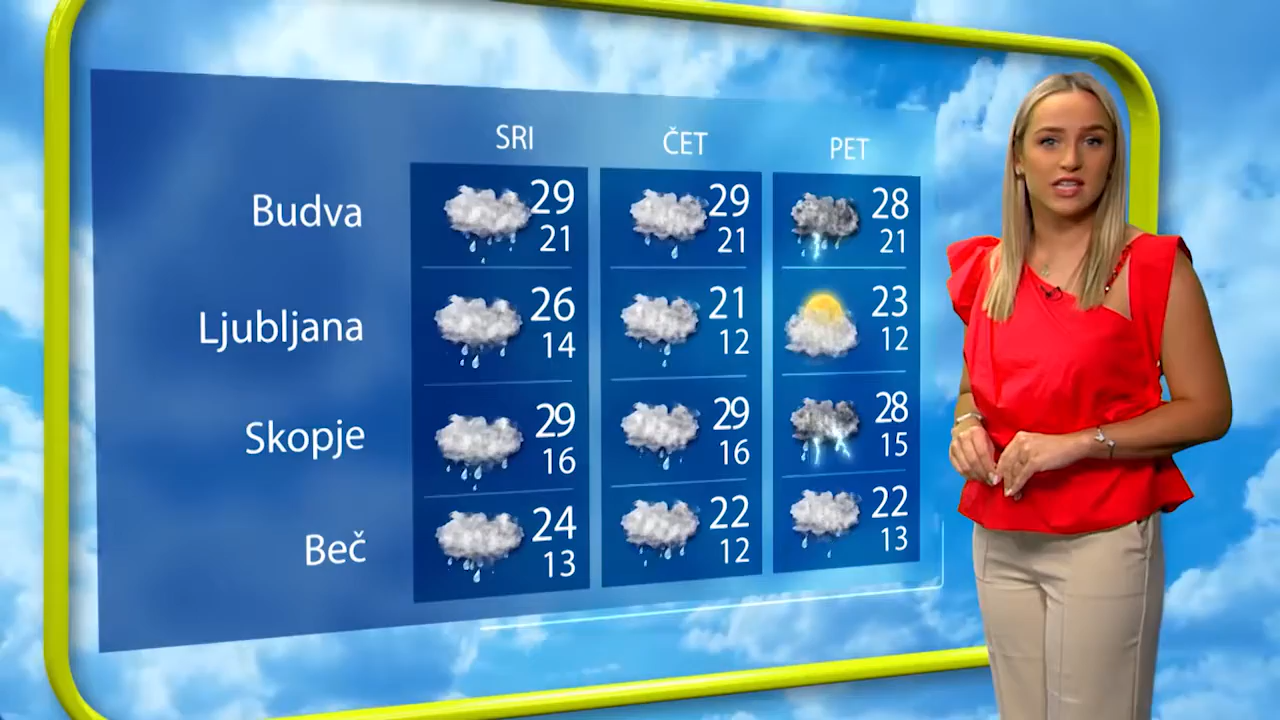 SRI ČET PET
Budva 29 21 29 21 28 21
Ljubljana 26 14 21 12 23 12
Skopje 29 16 29 16 28 15
Beč 24 13 22 12 22 13